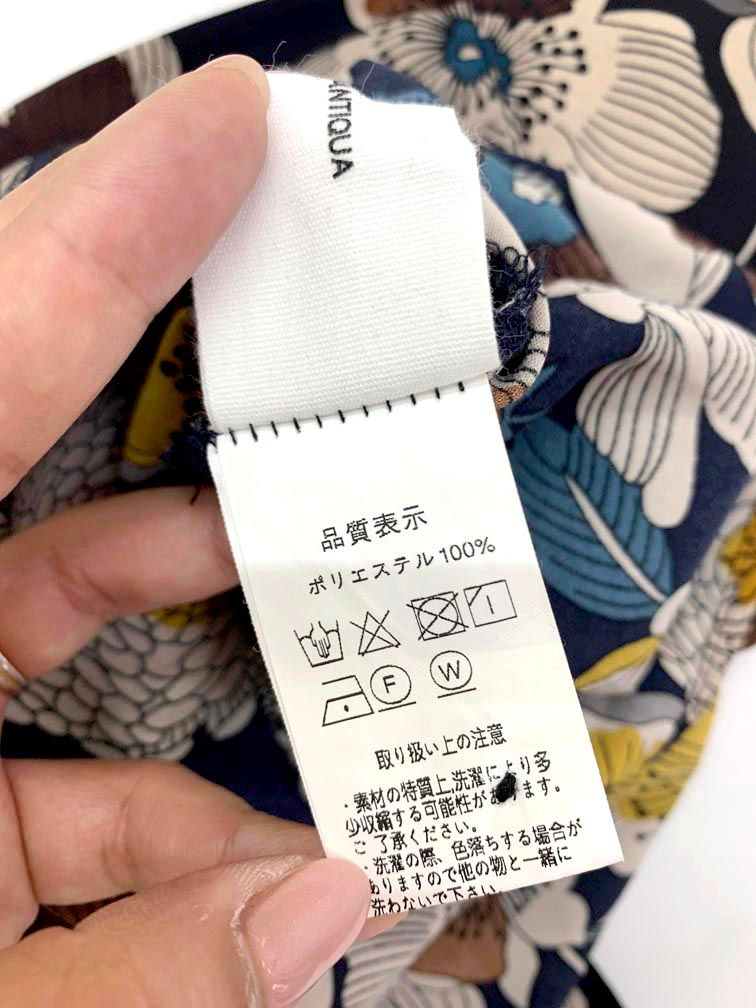 ANTIQUA
品質表示
ポリエステル100%
F W
取り扱い上の注意
・素材の特質上、洗濯により多
少収縮する可能性があります。
ご了承ください。
・洗濯の際、色落ちする場合が
ありますので他の物と一緒に
洗わないで下さい。